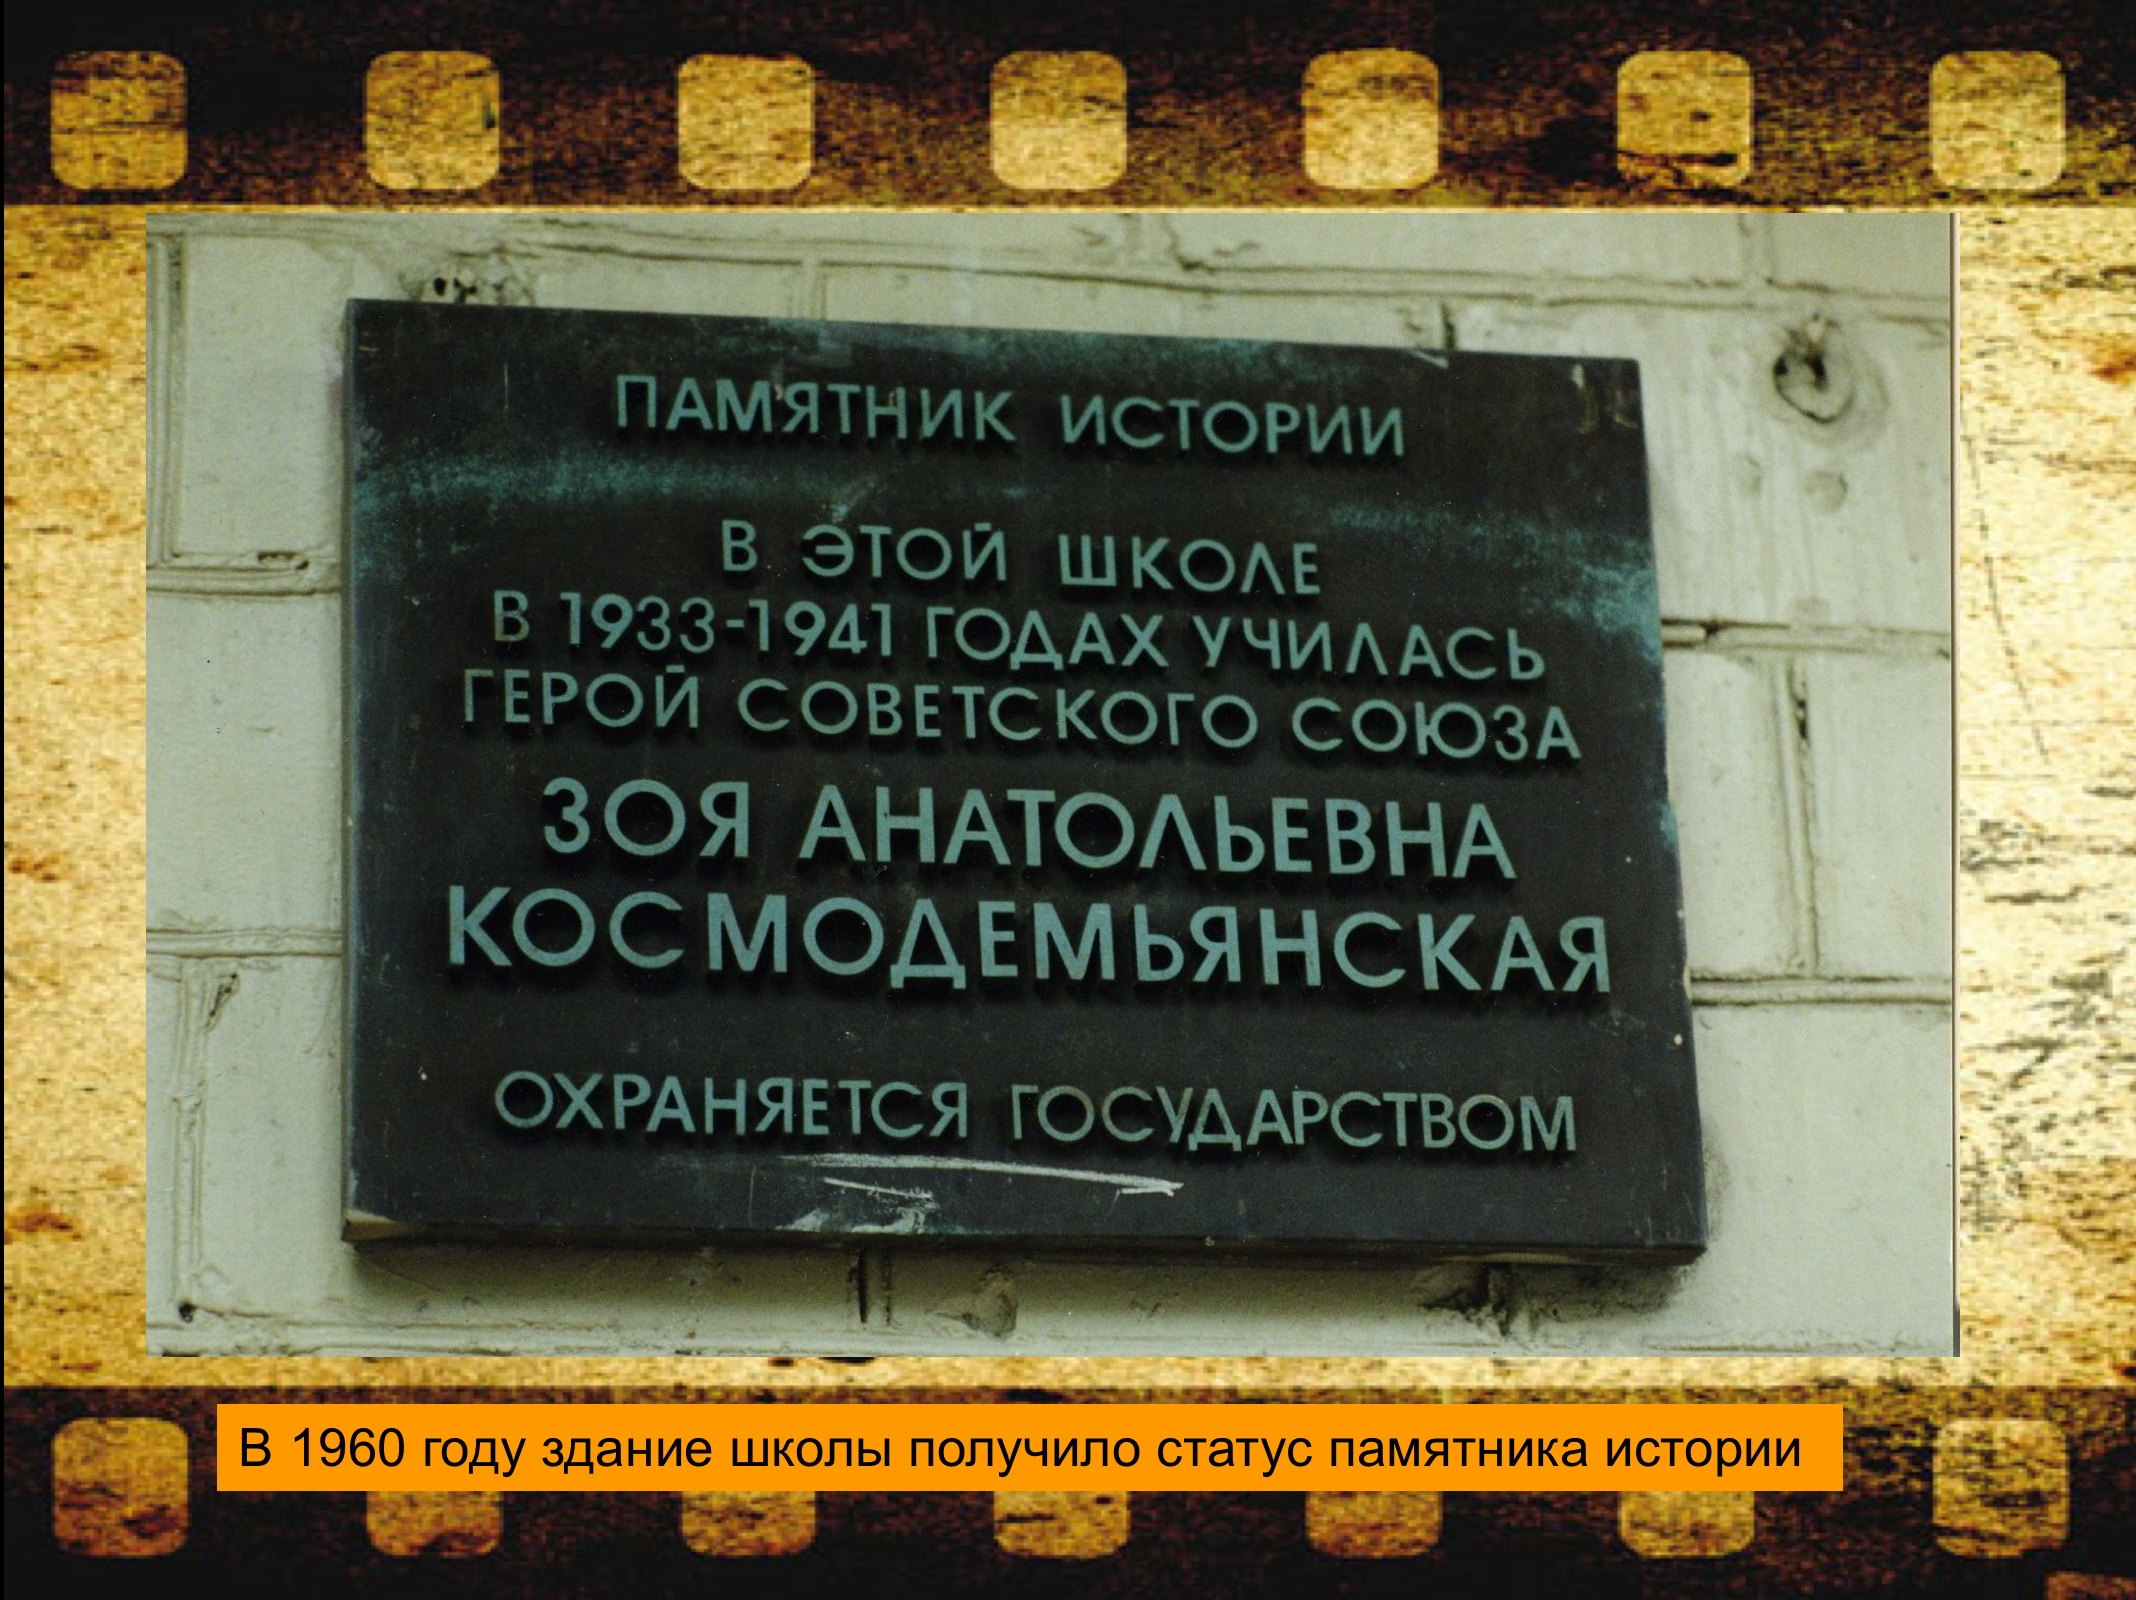 ПАМЯТНИК ИСТОРИИ
В ЭТОЙ ШКОЛЕ
В 1933-1941 ГОДАХ УЧИЛАСЬ
ГЕРОЙ СОВЕТСКОГО СОЮЗА
ЗОЯ АНАТОЛЬЕВНА
КОСМОДЕМЬЯНСКАЯ
ОХРАНЯЕТСЯ ГОСУДАРСТВОМ
В 1960 году здание школы получило статус памятника истории